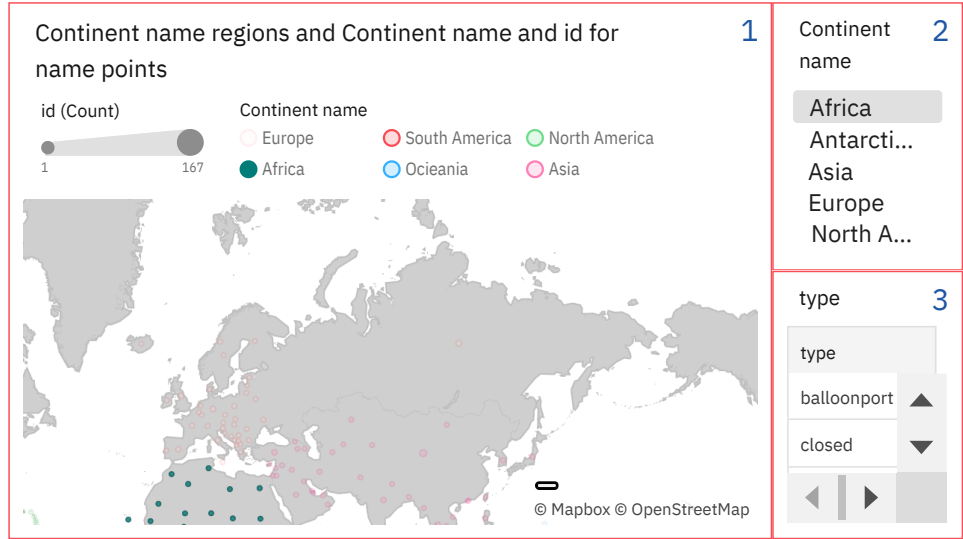 Continent name regions and Continent name and id for
name points
1
id (Count)
1
167
Continent name
Europe
South America
North America
Africa
Ocieania
Asia
© Mapbox © OpenStreetMap
Continent
name
2
Africa
Antarcti...
Asia
Europe
North A...
type
3
type
balloonport
closed